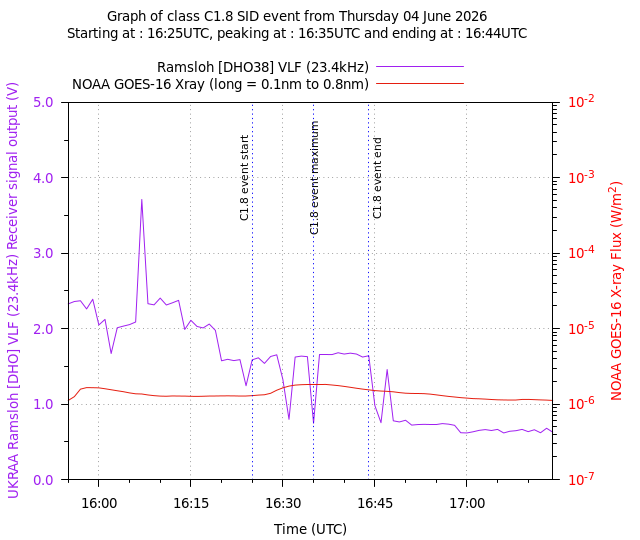 Graph of class C1.8 SID event from Thursday 04 June 2026
Starting at : 16:25UTC, peaking at : 16:35UTC and ending at : 16:44UTC
Ramsloh [DHO38] VLF (23.4kHz)
NOAA GOES-16 Xray (long = 0.1nm to 0.8nm)
UKRAA Ramsloh [DHO] VLF (23.4kHz) Receiver signal output (V)
5.0
4.0
3.0
2.0
1.0
0.0
C1.8 event start
C1.8 event maximum
C1.8 event end
10-2
10-3
10-4
10-5
10-6
10-7
NOAA GOES-16 X-ray Flux (W/m2)
16:00
16:15
16:30
16:45
17:00
Time (UTC)